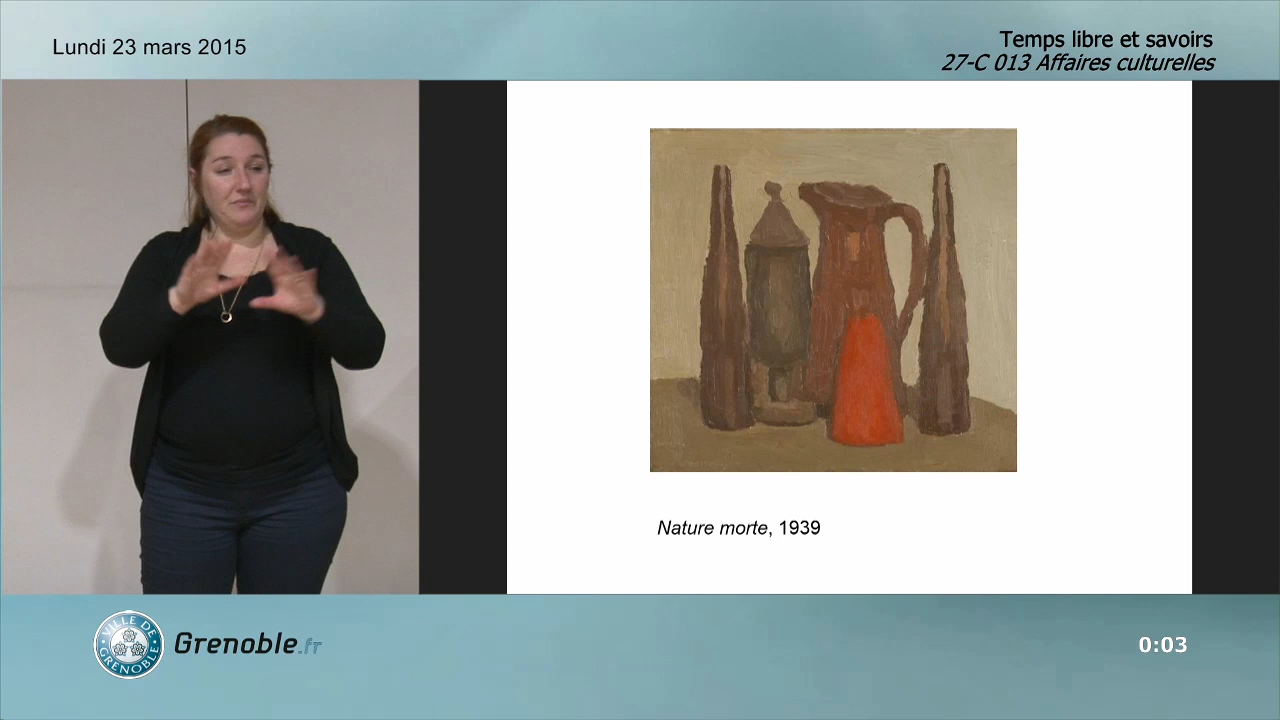 Lundi 23 mars 2015
Temps libre et savoirs
27-C 013 Affaires culturelles
Nature morte, 1939
VILLE DE
GRENOBLE
Grenoble.fr
0:03